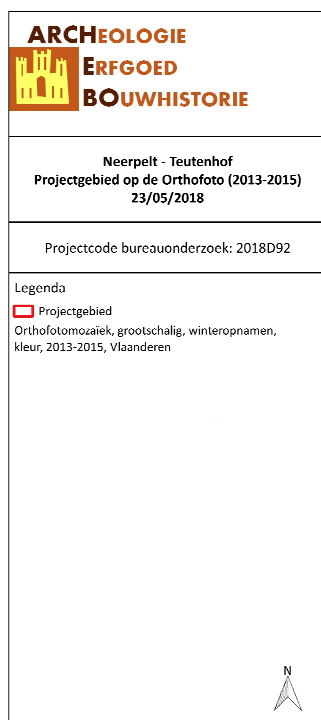 ARCHEOLOGIE
ERFGOED
BOUWHISTORIE
Neerpelt - Teutenhof
Projectgebied op de Orthofoto (2013-2015)
23/05/2018
Projectcode bureauonderzoek: 2018D92
Legenda
Projectgebied
Orthofotomozaïek, grootschalig, winteropnamen,
kleur, 2013-2015, Vlaanderen
N